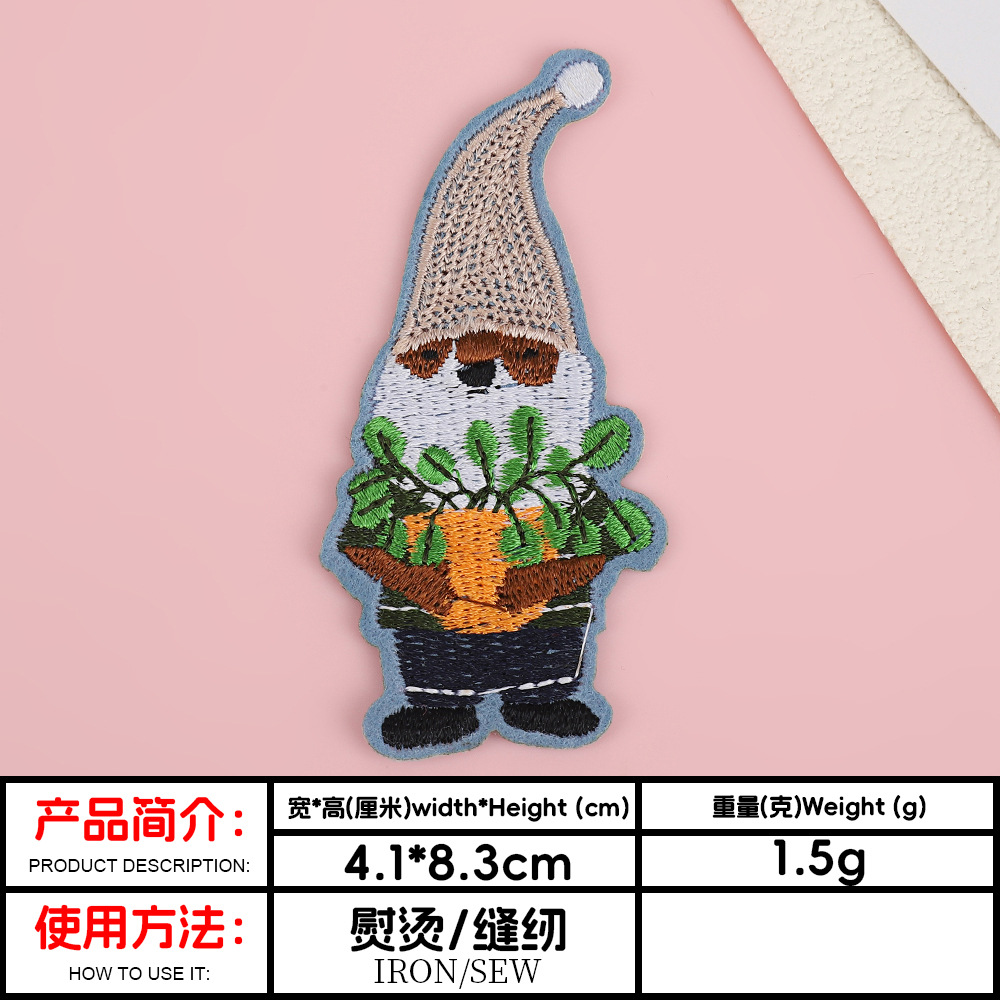 产品简介：
PRODUCT DESCRIPTION:
宽*高(厘米)width*Height (cm)
重量(克)Weight (g)
4.1*8.3cm
1.5g
使用方法：
HOW TO USE IT:
熨烫/缝纫
IRON/SEW